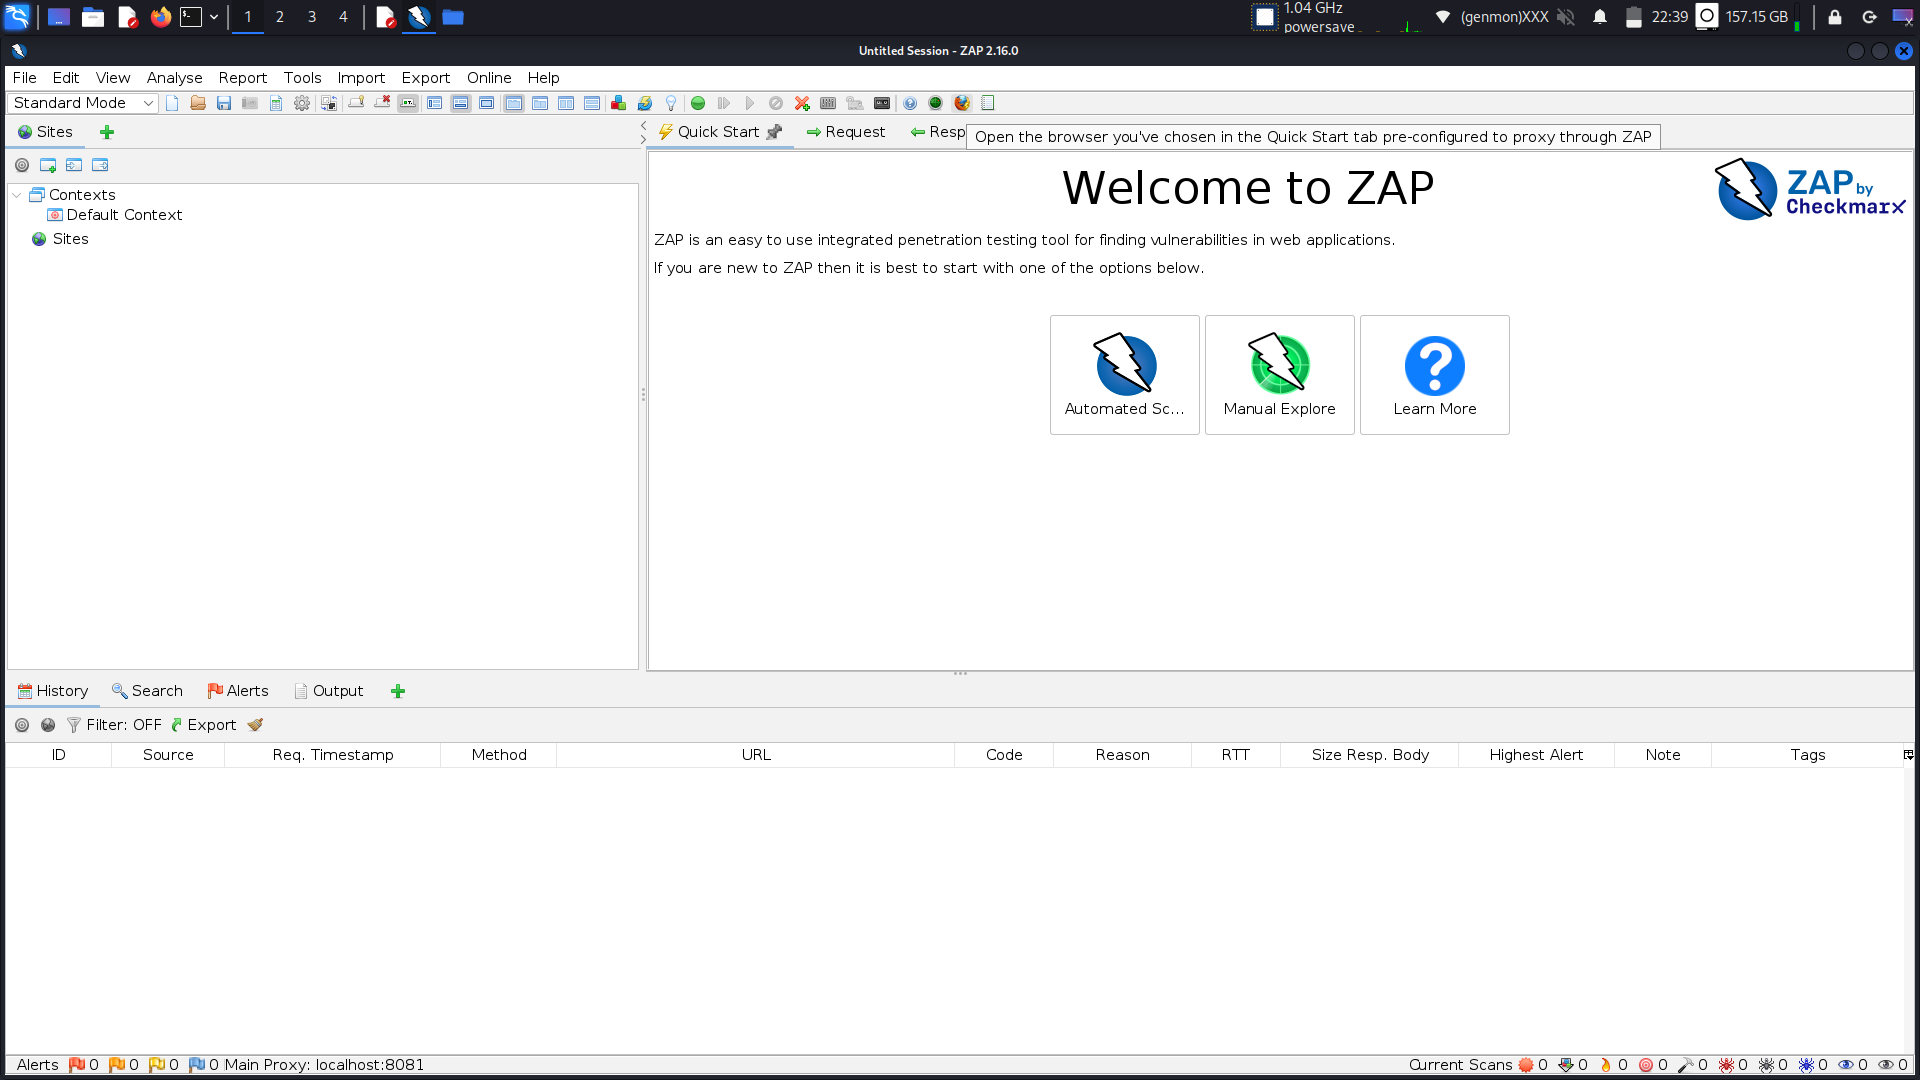 1 2 3 4
1.04 GHz
powersave
(genmon)XXX
22:39
157.15 GB
Untitled Session - ZAP 2.16.0
File Edit View Analyse Report Tools Import Export Online Help
Standard Mode
Sites
Quick Start Request Resp
Open the browser you've chosen in the Quick Start tab pre-configured to proxy through ZAP
Contexts
Default Context
Sites
Welcome to ZAP
ZAP by
Checkmarx
ZAP is an easy to use integrated penetration testing tool for finding vulnerabilities in web applications.
If you are new to ZAP then it is best to start with one of the options below.
Automated Sc... Manual Explore Learn More
History Search Alerts Output
Filter: OFF Export
ID Source Req. Timestamp Method URL Code Reason RTT Size Resp. Body Highest Alert Note Tags
Alerts 0 0 0 0 Main Proxy: localhost:8081 Current Scans 0 0 0 0 0 0 0 0 0 0